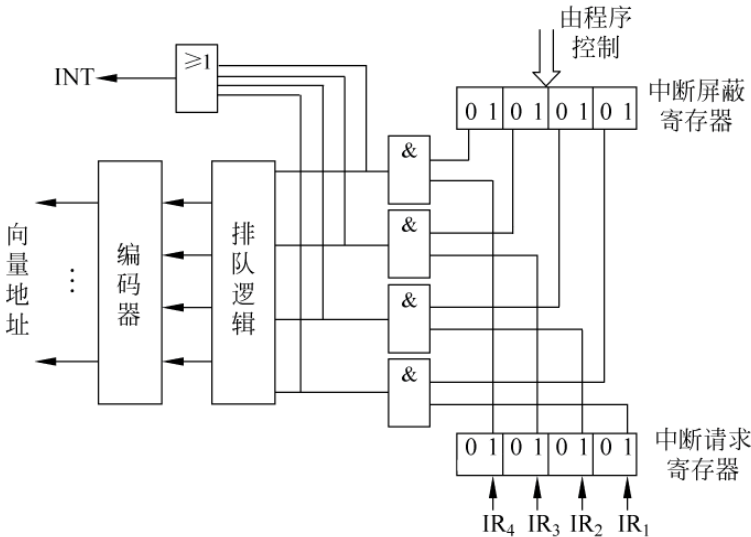 由程序
控制
≥1
INT
0 1 0 1 0 1 0 1
中断屏蔽
寄存器
&
&
&
&
向量地址
⋮
编码器
排队逻辑
0 1 0 1 0 1 0 1
中断请求
寄存器
IR4 IR3 IR2 IR1